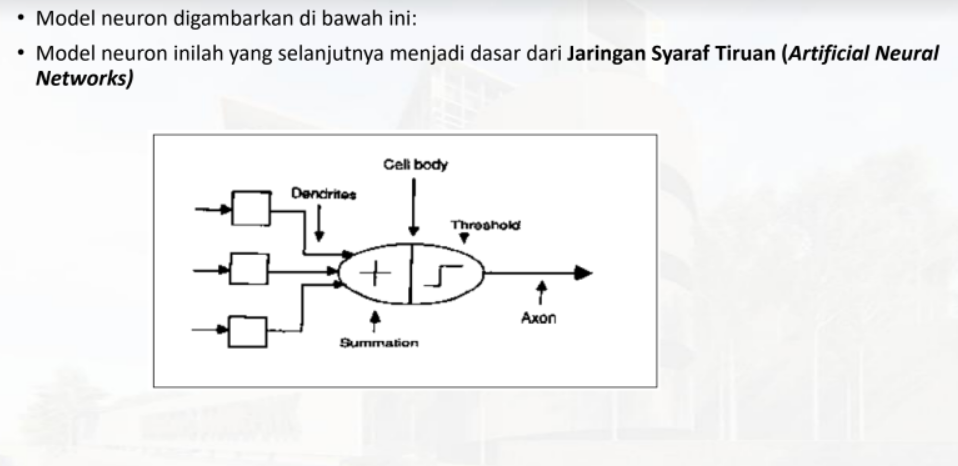 • Model neuron digambarkan di bawah ini:
• Model neuron inilah yang selanjutnya menjadi dasar dari Jaringan Syaraf Tiruan (Artificial Neural
Networks)
Cell body
Dendrites
Threshold
Axon
Summation